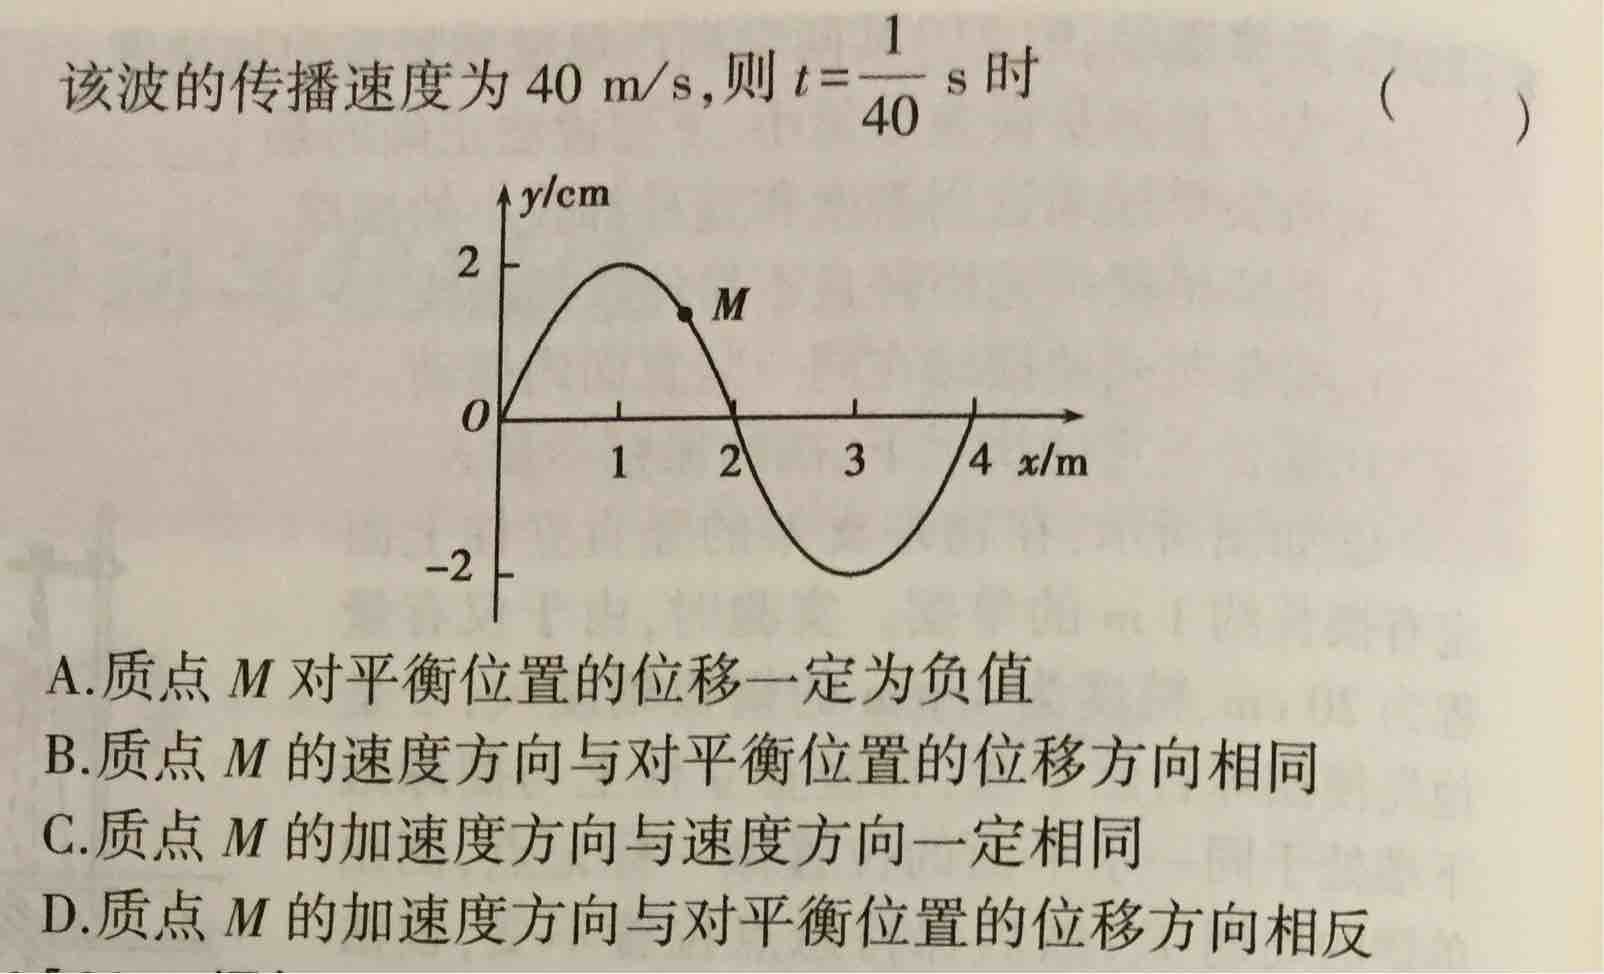 该波的传播速度为 40 m/s,则 t=1/40 s 时 ( )
y/cm
2
M
O
1 2 3 4 x/m
-2
A.质点 M 对平衡位置的位移一定为负值
B.质点 M 的速度方向与对平衡位置的位移方向相同
C.质点 M 的加速度方向与速度方向一定相同
D.质点 M 的加速度方向与对平衡位置的位移方向相反